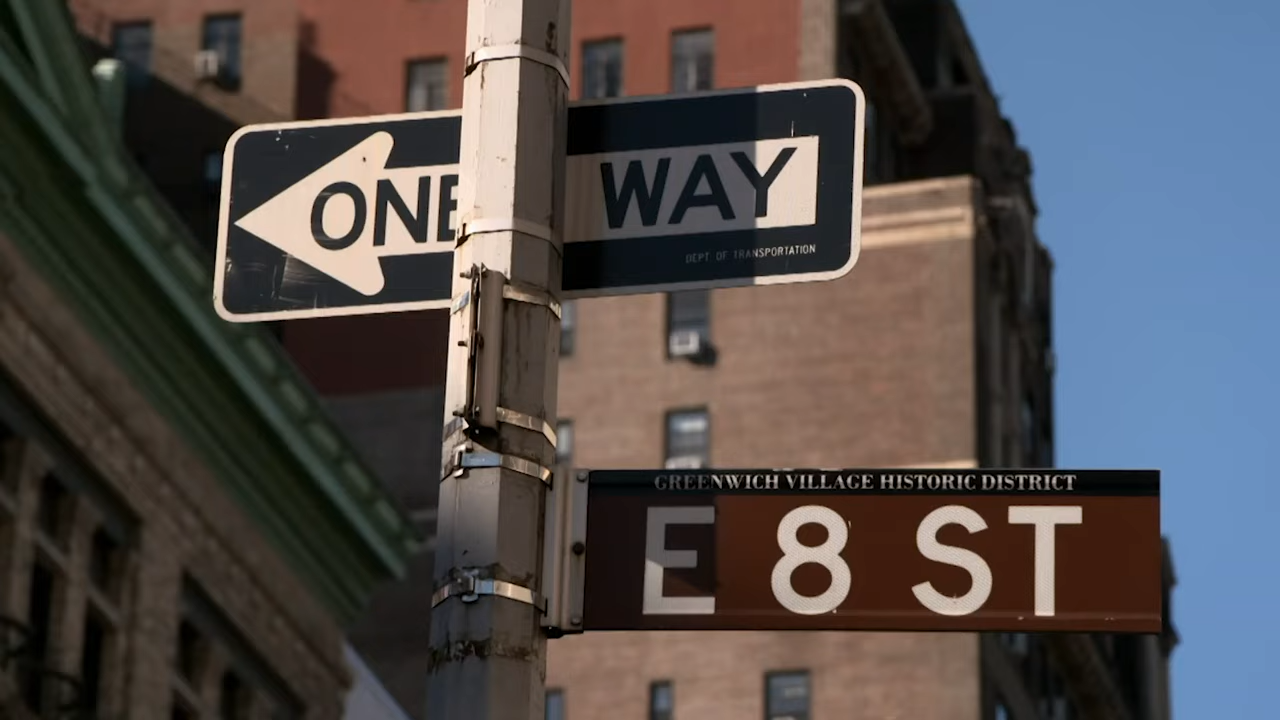 ONE WAY
DEPT OF TRANSPORTATION
GREENWICH VILLAGE HISTORIC DISTRICT
E 8 ST